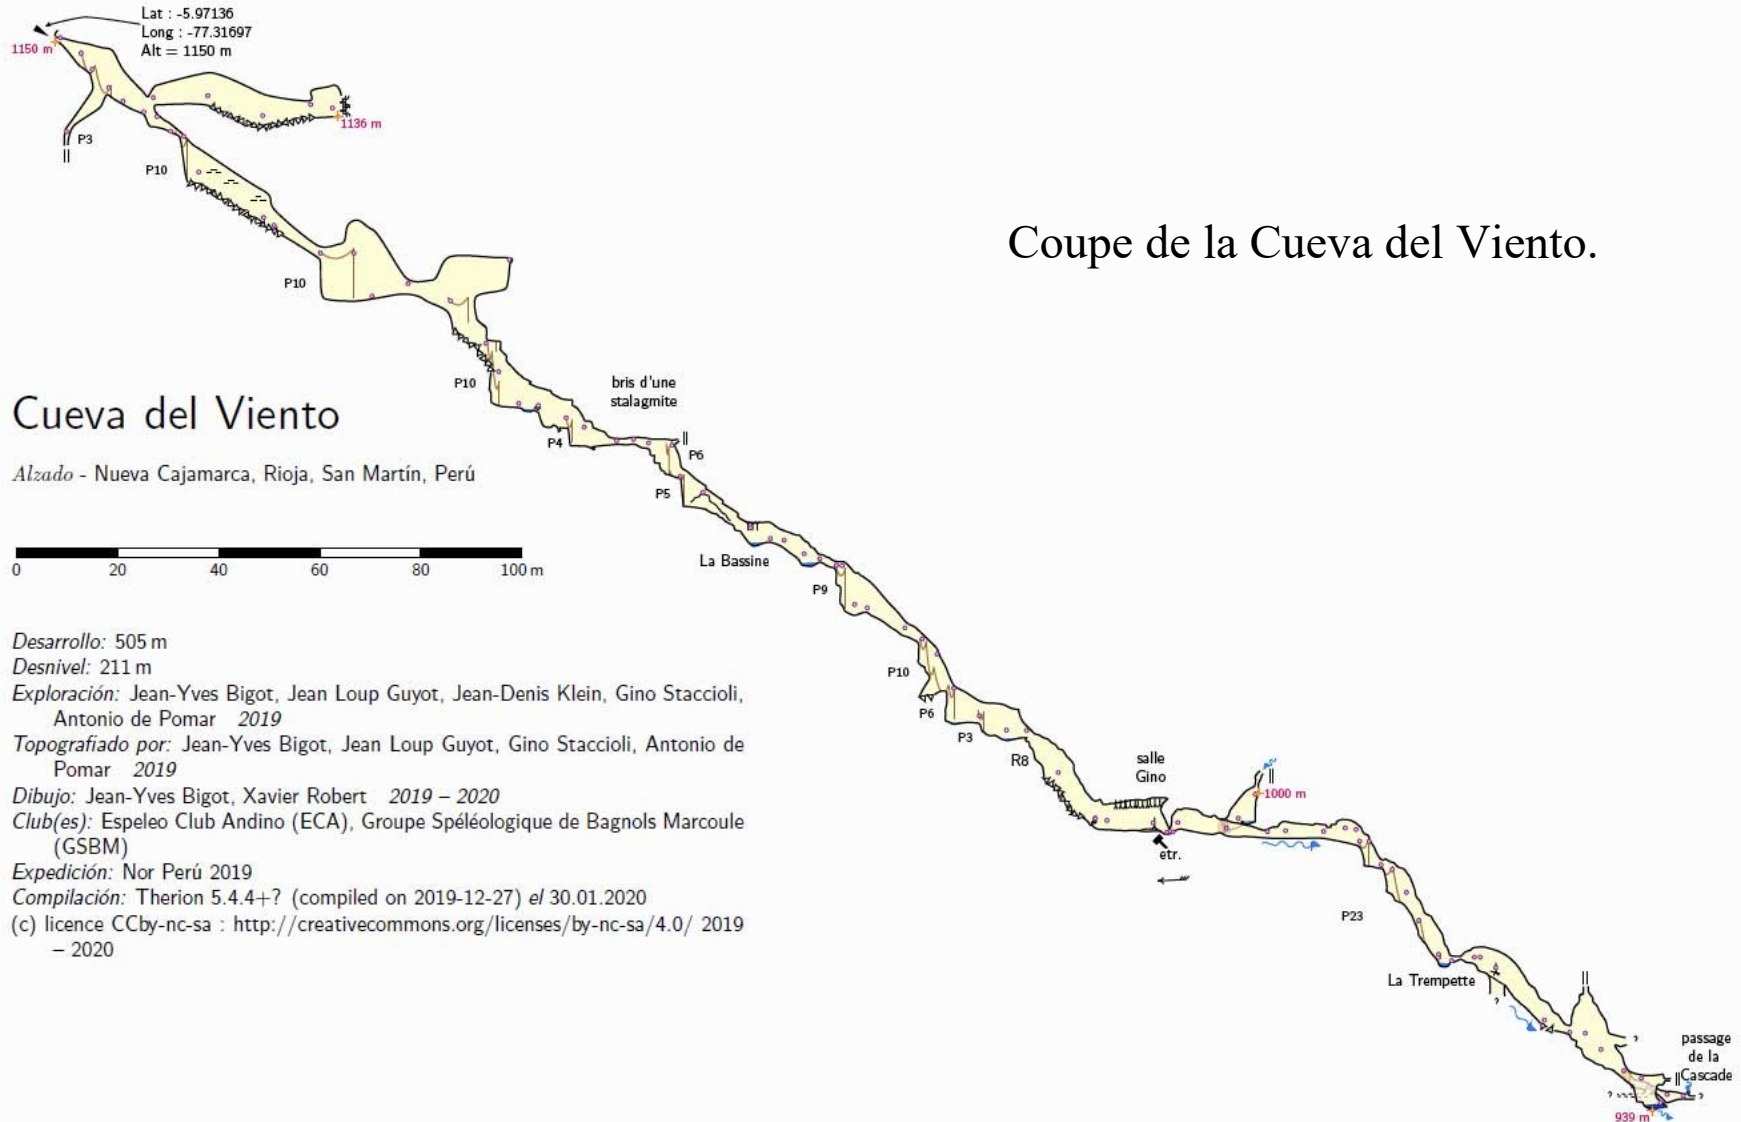 Lat : -5.97136
Long : -77.31697
Alt = 1150 m
1150 m
1136 m
P3
P10
Coupe de la Cueva del Viento.
P10
P10
bris d'une
stalagmite
Cueva del Viento
P4
P6
Alzado - Nueva Cajamarca, Rioja, San Martín, Perú
P5
La Bassine
0 20 40 60 80 100 m
P9
Desarrollo: 505 m
Desnivel: 211 m
Exploración: Jean-Yves Bigot, Jean Loup Guyot, Jean-Denis Klein, Gino Staccioli,
Antonio de Pomar 2019
Topografiado por: Jean-Yves Bigot, Jean Loup Guyot, Gino Staccioli, Antonio de
Pomar 2019
Dibujo: Jean-Yves Bigot, Xavier Robert 2019 – 2020
Club(es): Espeleo Club Andino (ECA), Groupe Spéléologique de Bagnols Marcoule
(GSBM)
Expedición: Nor Perú 2019
Compilación: Therion 5.4.4+? (compiled on 2019-12-27) el 30.01.2020
(c) licence CCby-nc-sa : http://creativecommons.org/licenses/by-nc-sa/4.0/ 2019
– 2020
P10
P6
P3
R8
salle
Gino
1000 m
etr.
P23
La Trempette
?
?
passage
de la
Cascade
?
?
939 m